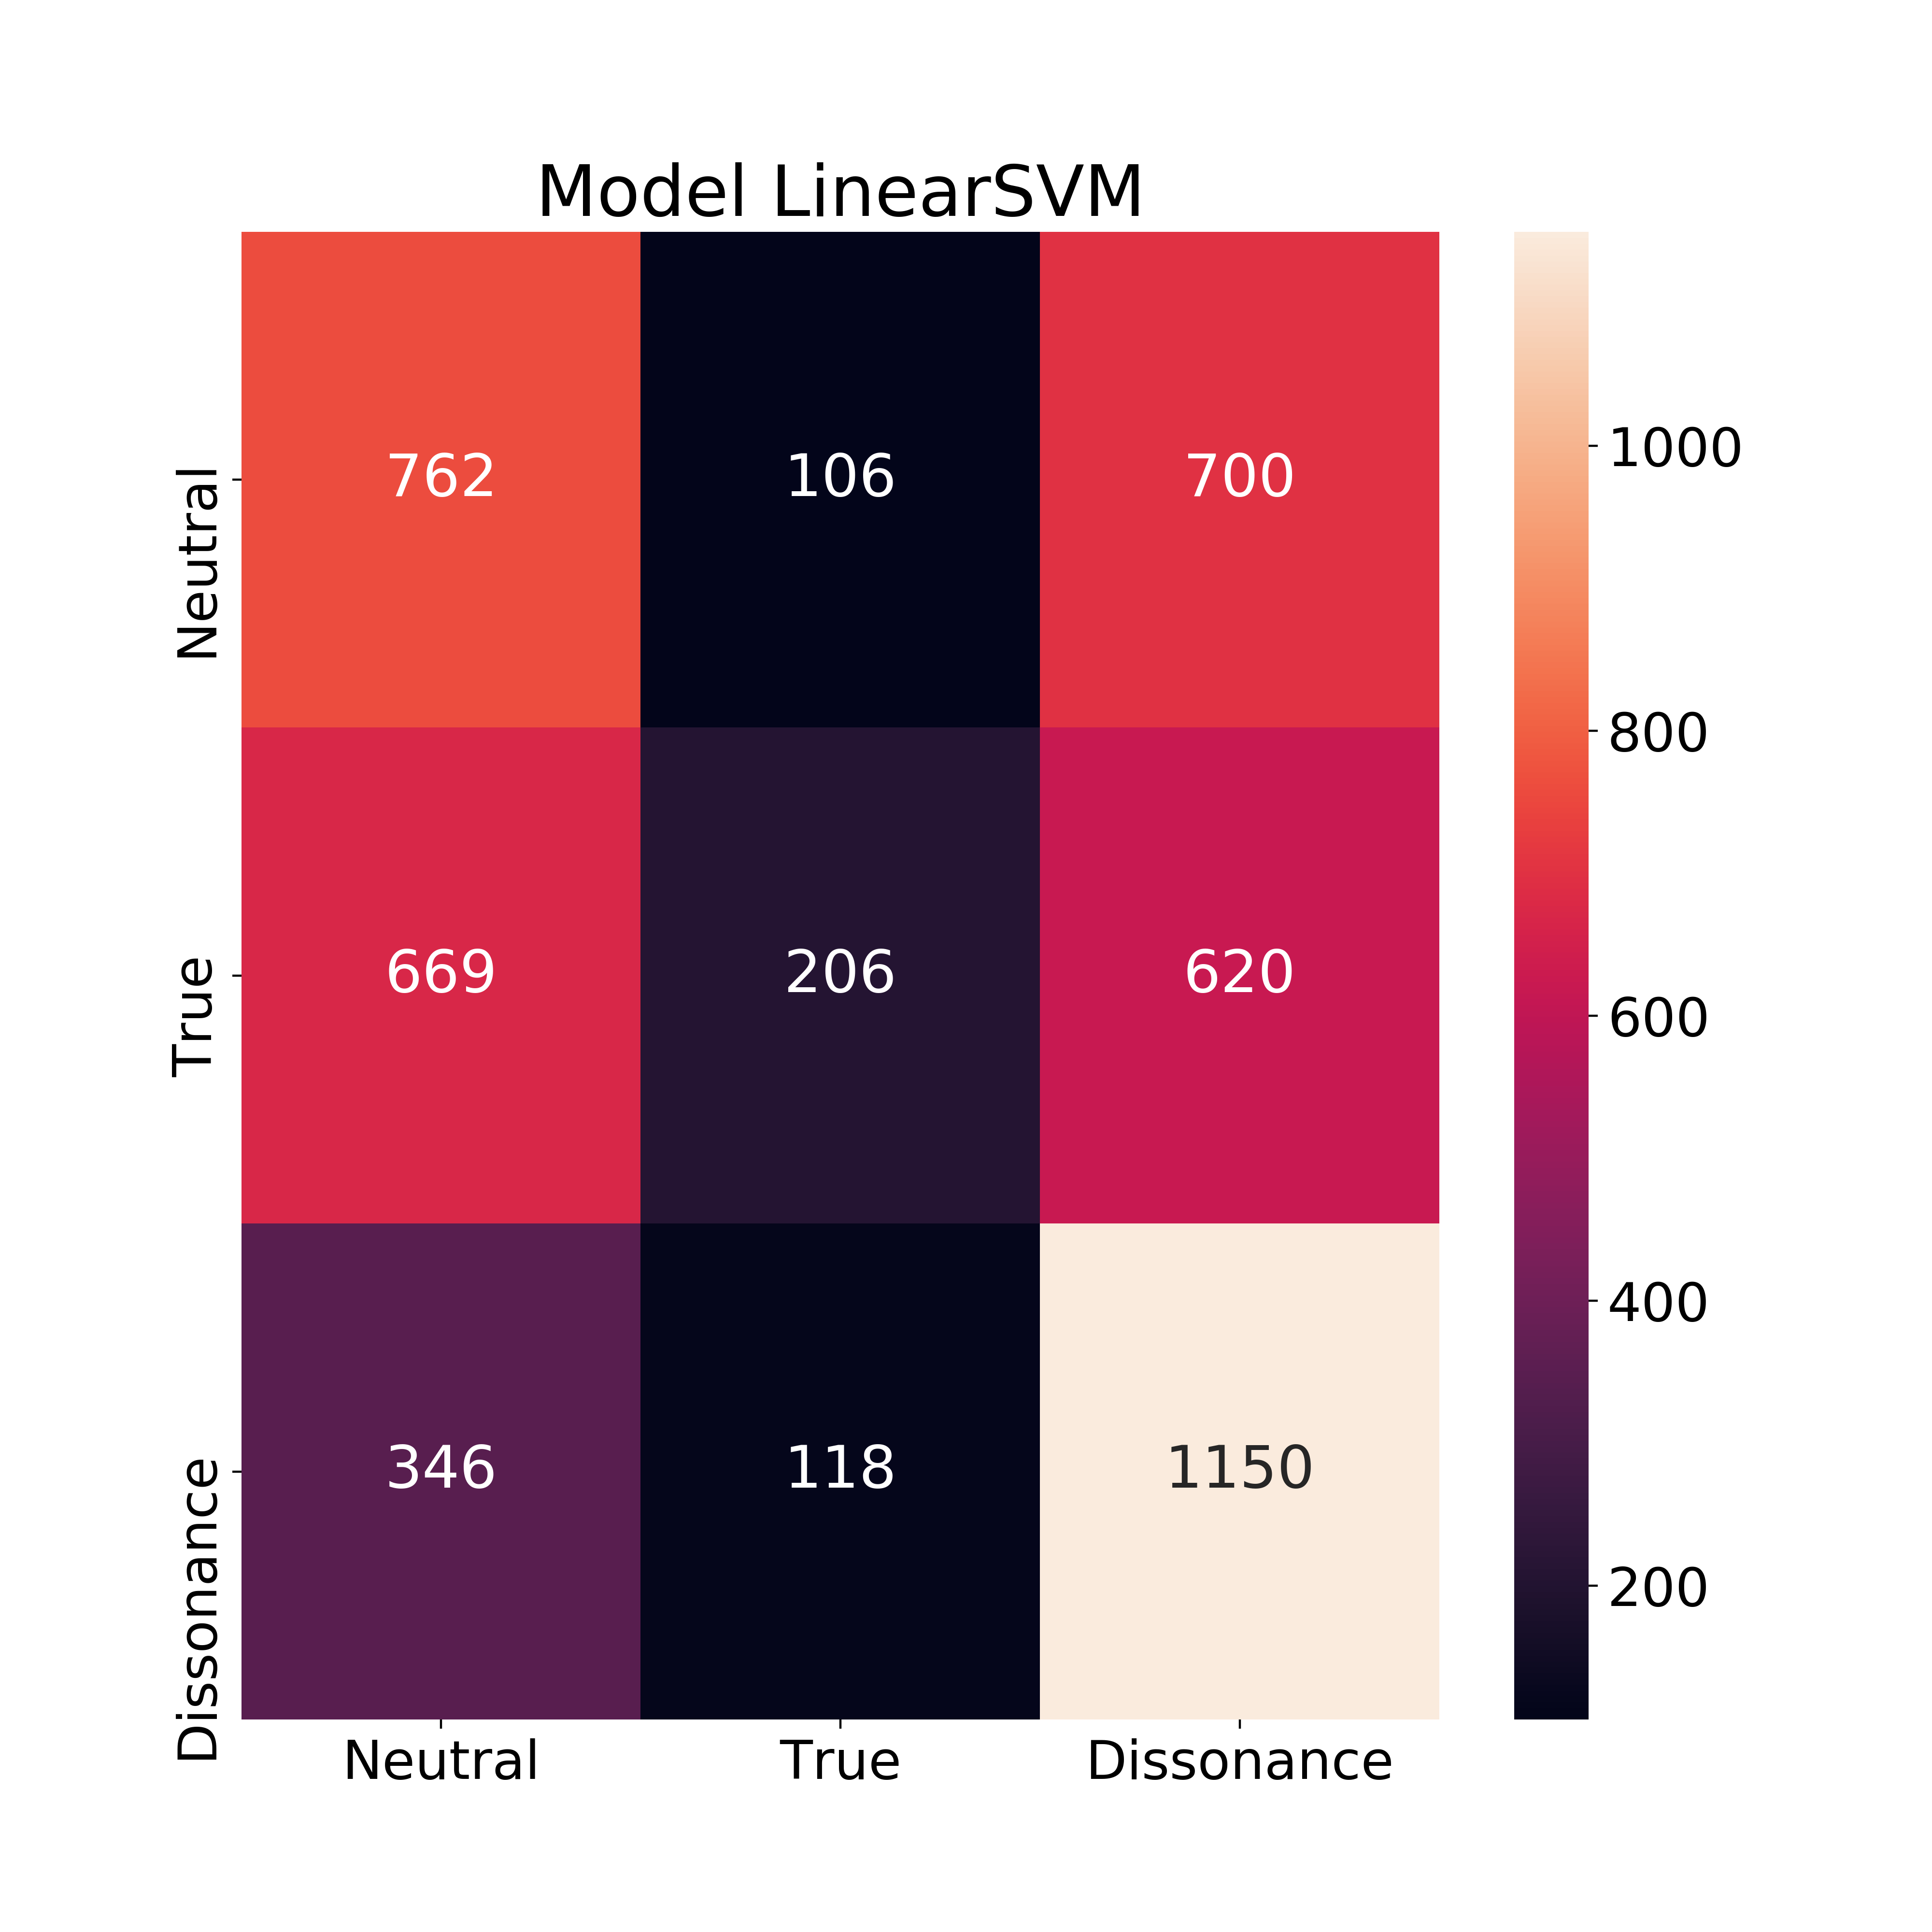 Model LinearSVM
Neutral
762 106 700
1000
800
True
669 206 620
600
400
Dissonance
346 118 1150
200
Neutral True Dissonance